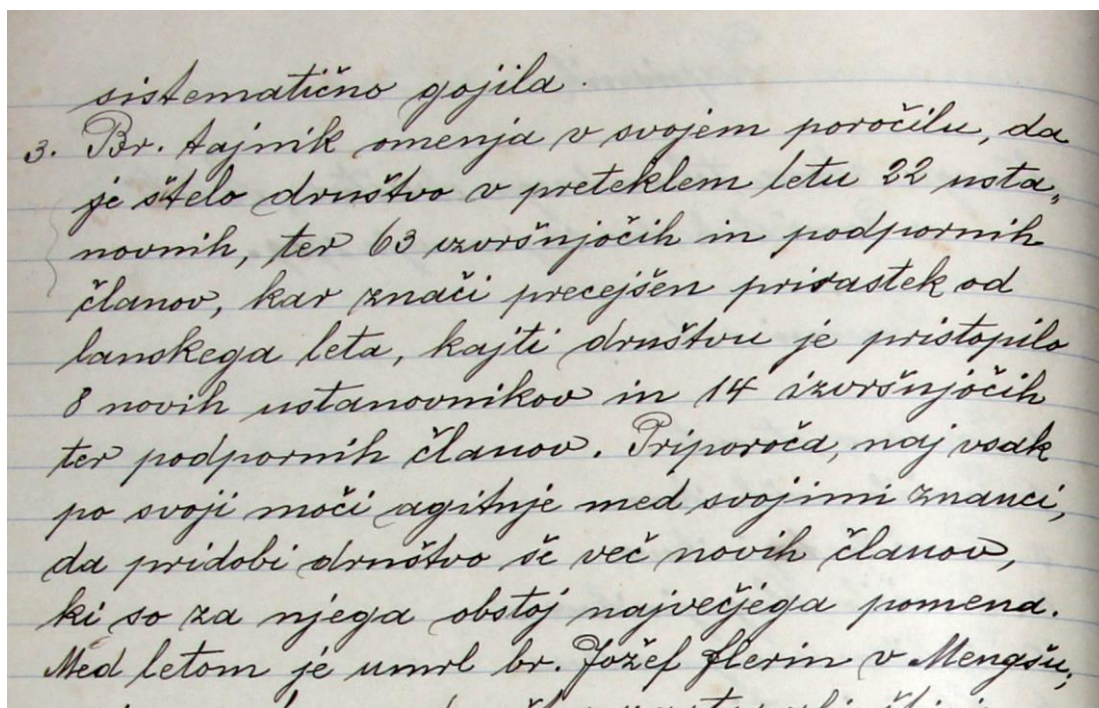 sistematično gojila.
3. Br. tajnik omenja v svojem poročilu, da
je štelo društvo v preteklem letu 22 usta„
novnih, ter 63 izvršujočih in podpornih
članov, kar znači precejšen prirastek od
lanskega leta, kajti društvu je pristopilo
8 novih ustanovnikov in 14 izvršujočih
ter podpornih članov. Priporoča, naj vsak
po svoji moči agituje med svojimi znanci,
da pridobi društvo še več novih članov,
ki so za njega obstoj največjega pomena.
Med letom je umrl br. Jožef Flerin v Mengšu,